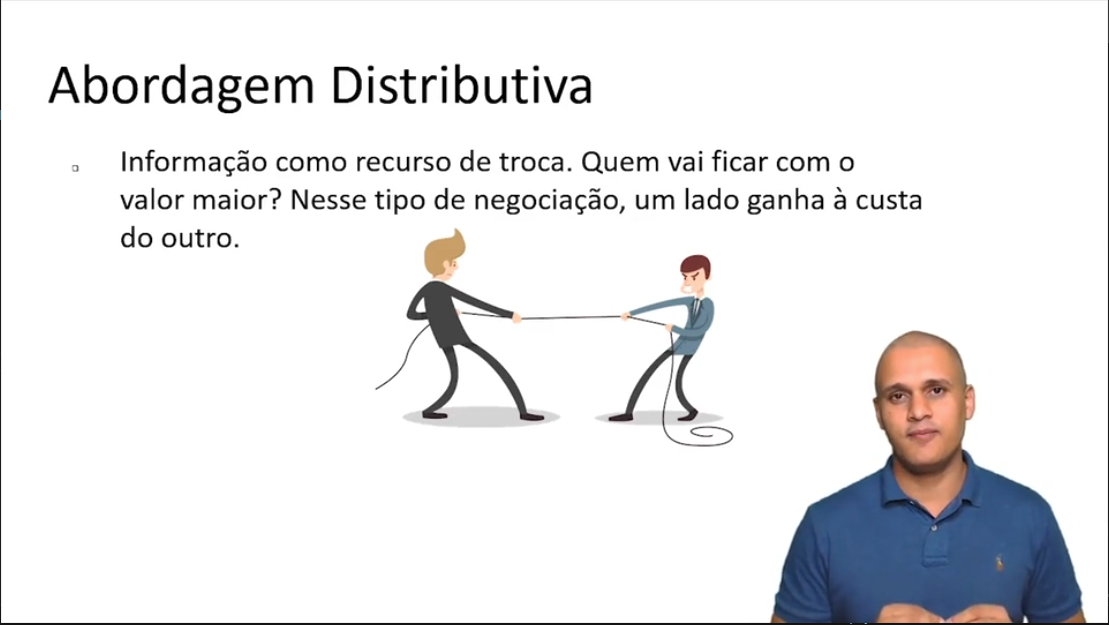 Abordagem Distributiva
Informação como recurso de troca. Quem vai ficar com o
valor maior? Nesse tipo de negociação, um lado ganha à custa
do outro.